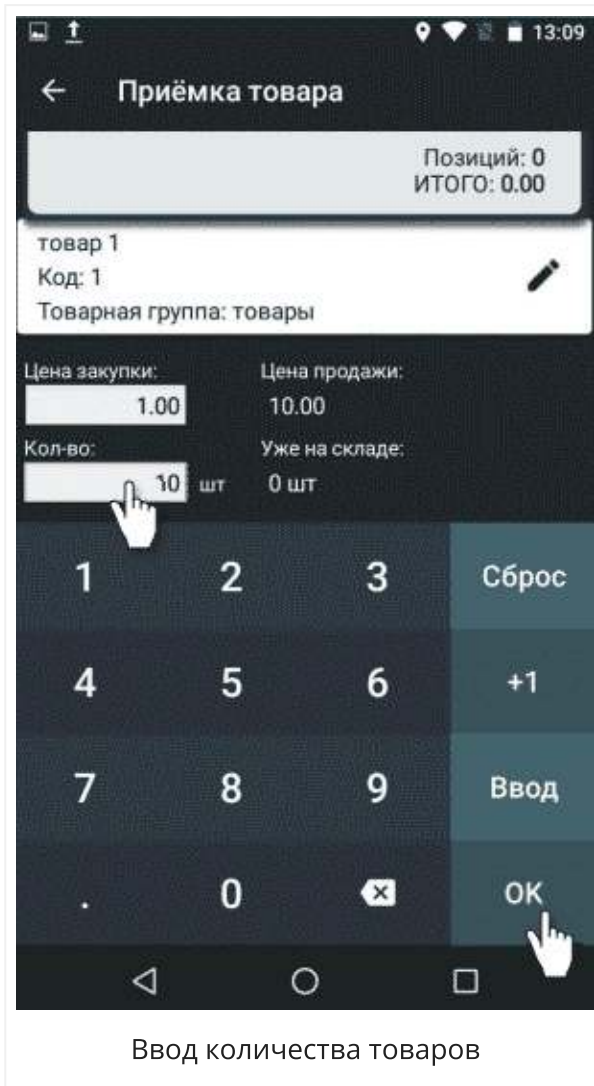 13:09
Приёмка товара
Позиций: 0
ИТОГО: 0.00
товар 1
Код: 1
Товарная группа: товары
Цена закупки: Цена продажи:
1.00 10.00
Кол-во: Уже на складе:
10 шт 0 шт
1 2 3 Сброс
4 5 6 +1
7 8 9 Ввод
. 0 OK
Ввод количества товаров